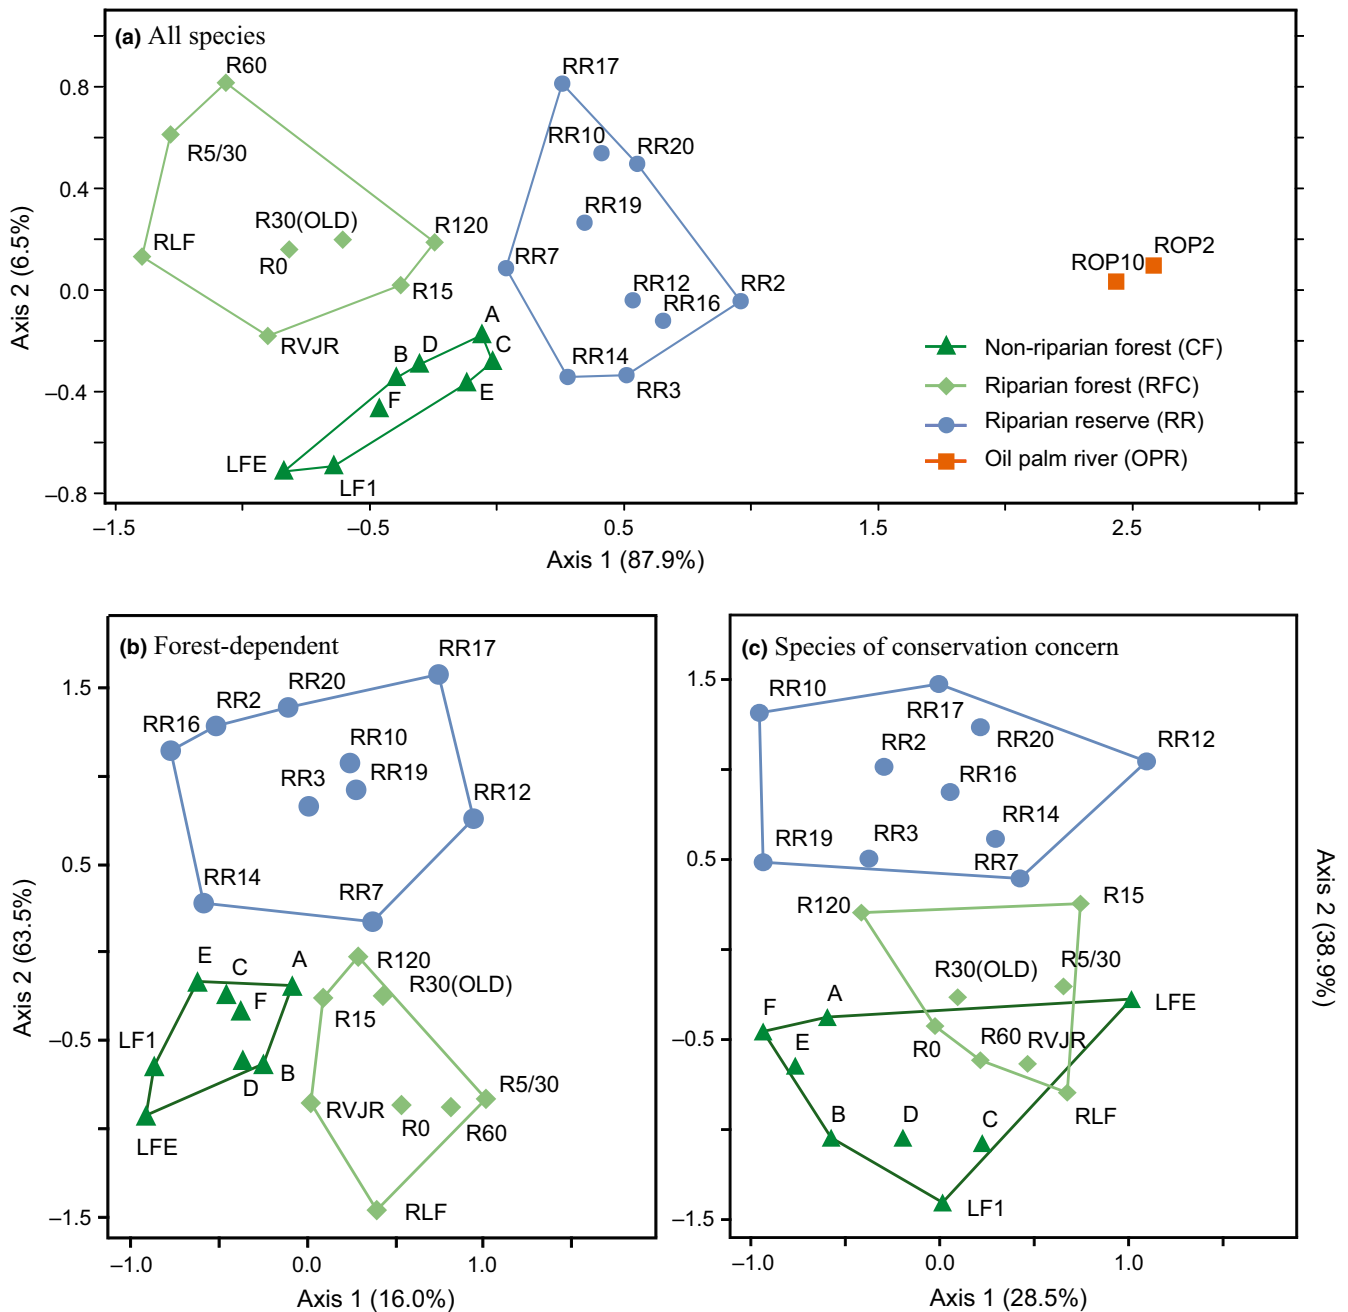 (a) All species
R60
RR17
0.8
RR10
RR20
R5/30
0.4
RR19
R30(OLD)
R120
RLF
R0
RR7
ROP2
ROP10
RR12
RR2
0.0
R15
RR16
A
RVJR
Axis 2 (6.5%)
B
D
C
RR14
RR3
–0.4
F
E
LFE
LF1
–0.8
Non-riparian forest (CF)
Riparian forest (RFC)
Riparian reserve (RR)
Oil palm river (OPR)
–1.5
–0.5
0.5
1.5
2.5
Axis 1 (87.9%)
(b) Forest-dependent
RR17
RR20
1.5
RR2
RR16
RR10
RR3
RR19
RR12
0.5
RR14
RR7
E
C
A
R120
F
R30(OLD)
R15
Axis 2 (63.5%)
–0.5
LF1
D
B
R5/30
RVJR
R0
R60
LFE
RLF
–1.5
–1.0
0.0
1.0
Axis 1 (16.0%)
(c) Species of conservation concern
1.5
RR10
RR17
RR20
RR12
RR2
RR16
RR14
RR19
RR3
RR7
0.5
R120
R15
R30(OLD)
R5/30
F
A
LFE
–0.5
E
R0
R60
RVJR
B
D
C
RLF
LF1
–1.5
–1.0
0.0
1.0
Axis 1 (28.5%)
Axis 2 (38.9%)